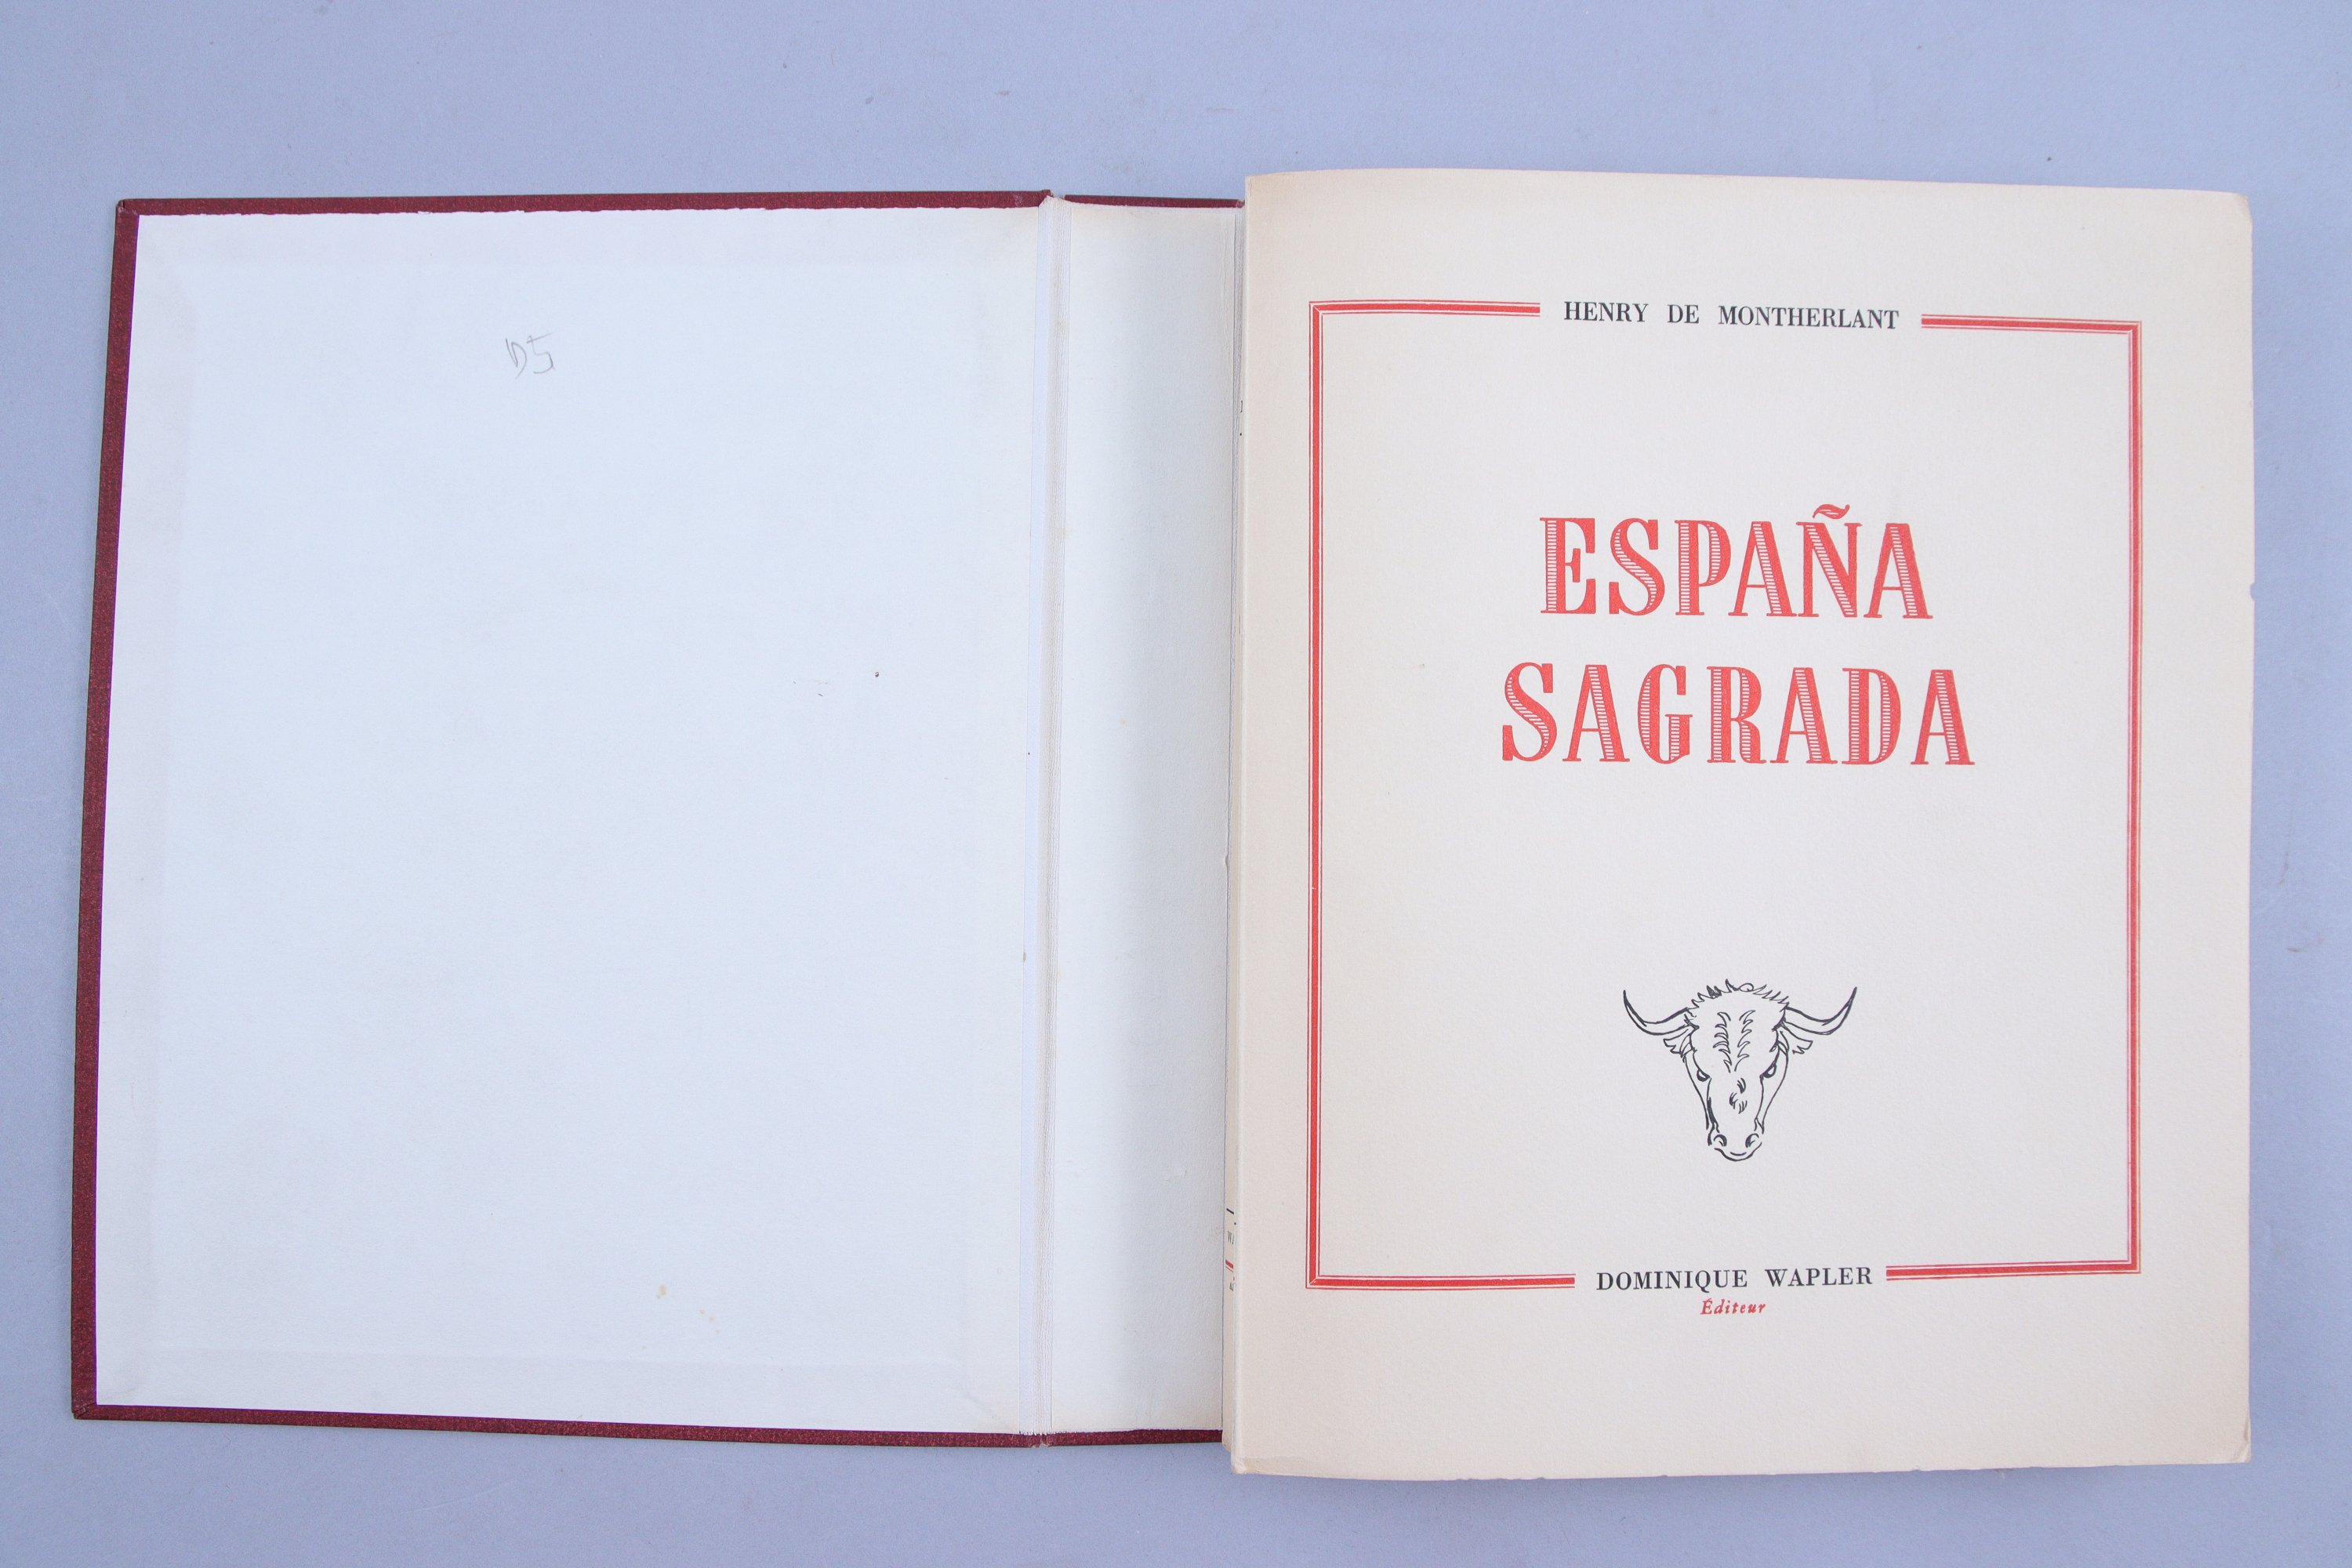 D5
HENRY DE MONTHERLANT
ESPAÑA
SAGRADA
DOMINIQUE WAPLER
Éditeur